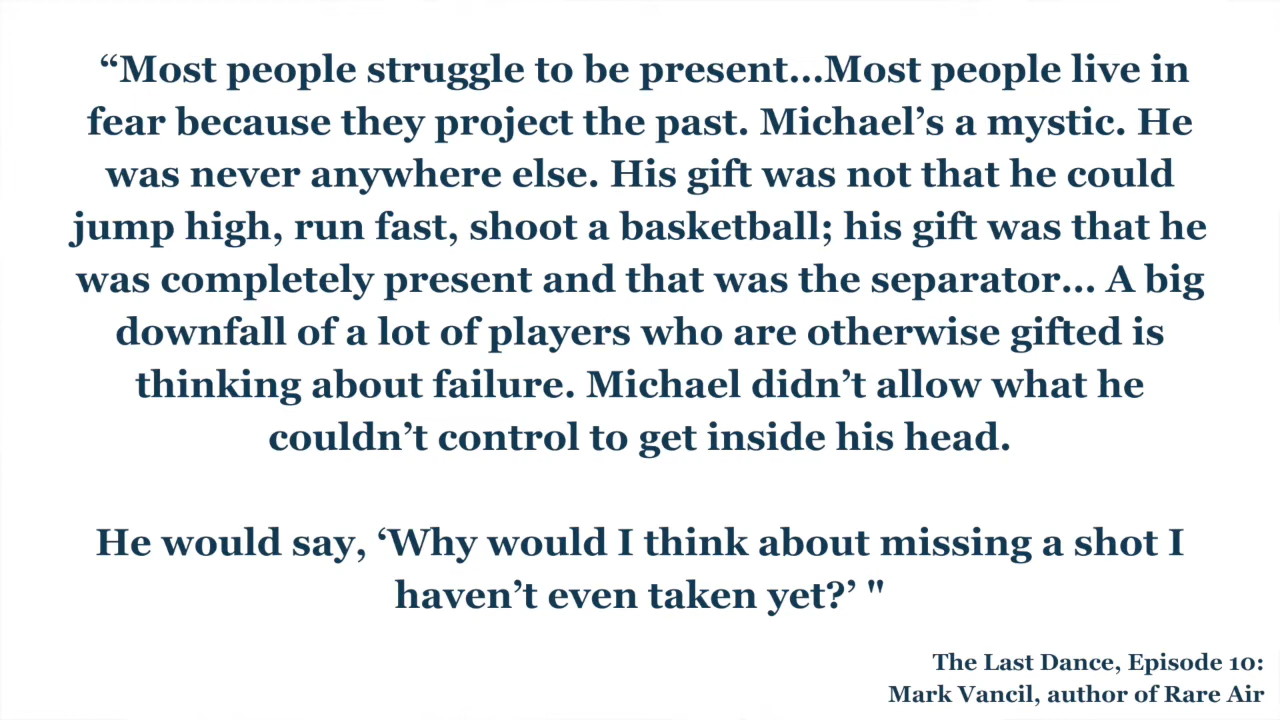 “Most people struggle to be present...Most people live in
fear because they project the past. Michael’s a mystic. He
was never anywhere else. His gift was not that he could
jump high, run fast, shoot a basketball; his gift was that he
was completely present and that was the separator... A big
downfall of a lot of players who are otherwise gifted is
thinking about failure. Michael didn’t allow what he
couldn’t control to get inside his head.
He would say, ‘Why would I think about missing a shot I
haven’t even taken yet?’ "
The Last Dance, Episode 10:
Mark Vancil, author of Rare Air